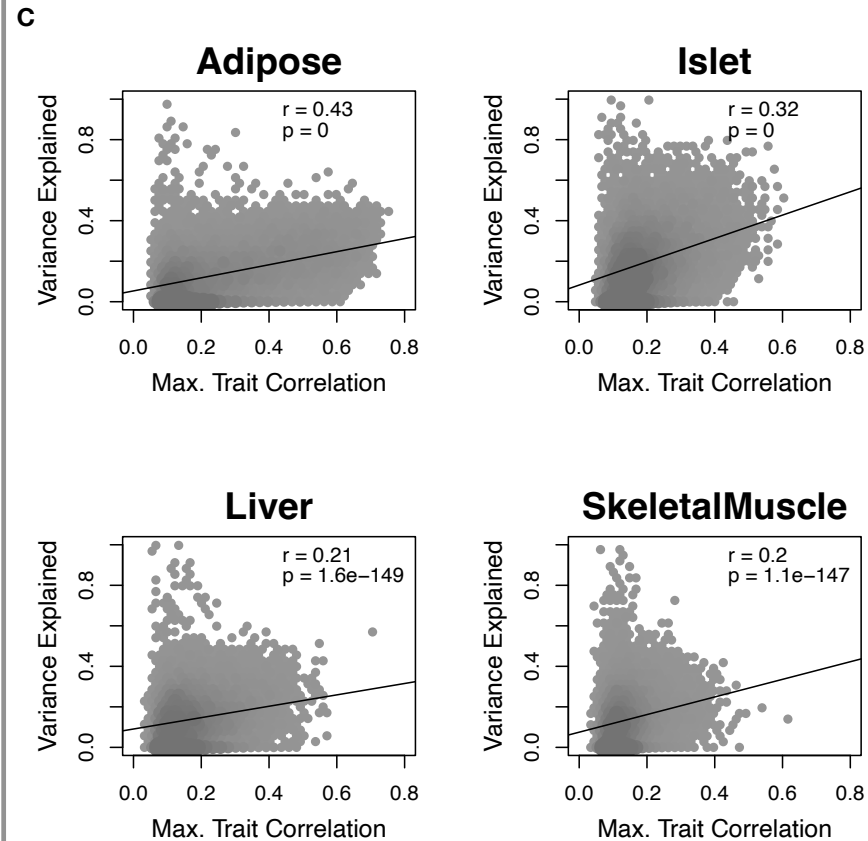 C
Adipose
Variance Explained
0.0 0.4 0.8
r = 0.43
p = 0
0.0 0.2 0.4 0.6 0.8
Max. Trait Correlation
Islet
Variance Explained
0.0 0.4 0.8
r = 0.32
p = 0
0.0 0.2 0.4 0.6 0.8
Max. Trait Correlation
Liver
Variance Explained
0.0 0.4 0.8
r = 0.21
p = 1.6e−149
0.0 0.2 0.4 0.6 0.8
Max. Trait Correlation
SkeletalMuscle
Variance Explained
0.0 0.4 0.8
r = 0.2
p = 1.1e−147
0.0 0.2 0.4 0.6 0.8
Max. Trait Correlation